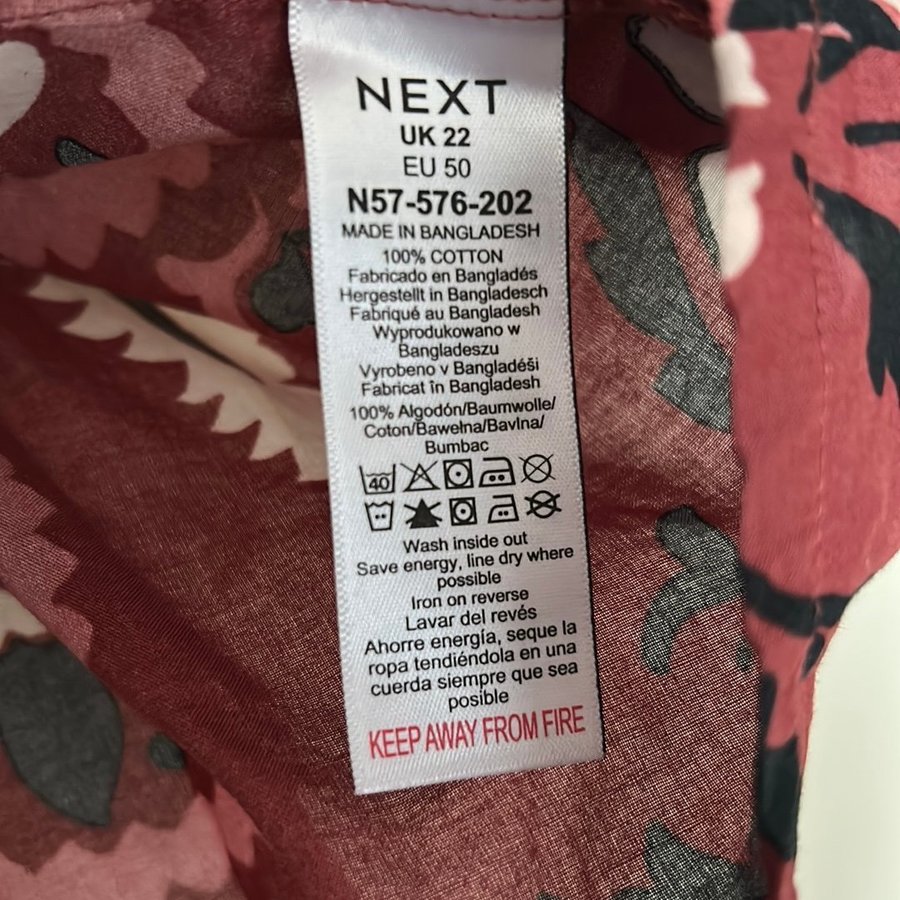 NEXT
UK 22
EU 50
N57-576-202
MADE IN BANGLADESH
100% COTTON
Fabricado en Bangladés
Hergestellt in Bangladesch
Fabriqué au Bangladesh
Wyprodukowano w
Bangladeszu
Vyrobeno v Bangladéši
Fabricat în Bangladesh
100% Algodón/Baumwolle/
Coton/Bawełna/Bavlna/
Bumbac
40
Wash inside out
Save energy, line dry where
possible
Iron on reverse
Lavar del revés
Ahorre energía, seque la
ropa tendiéndola en una
cuerda siempre que sea
posible
KEEP AWAY FROM FIRE